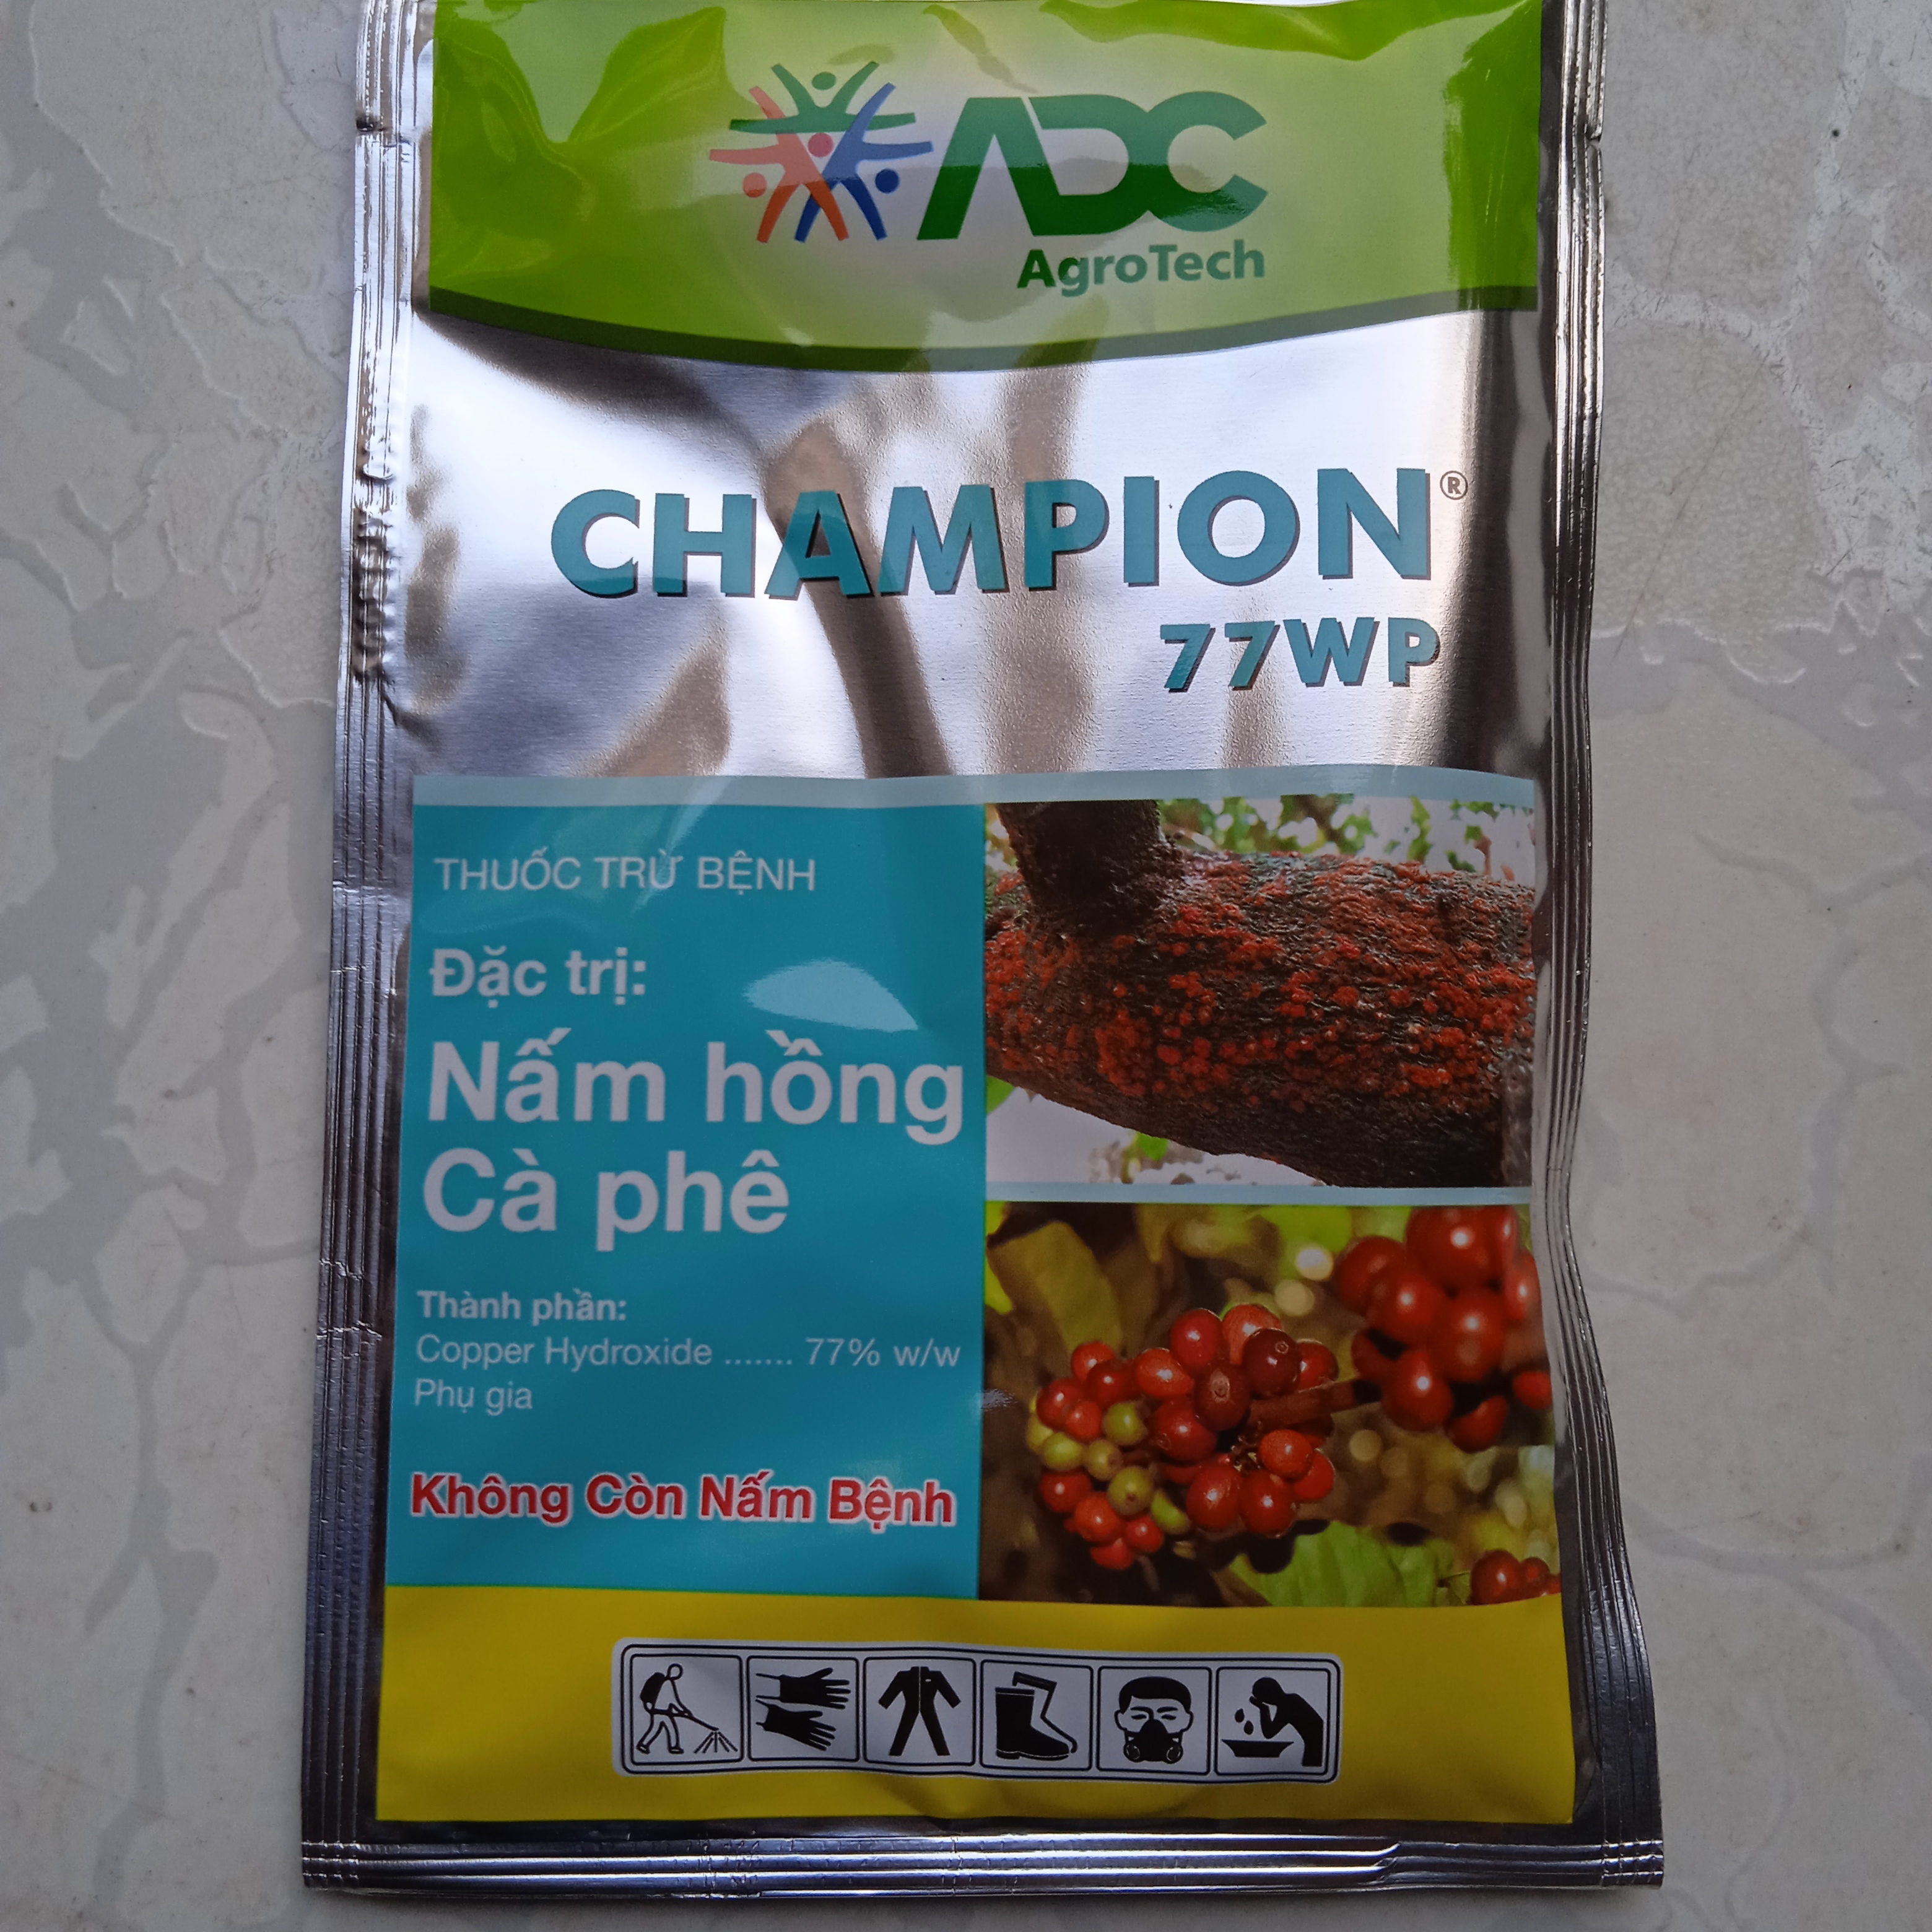 ADC
AgroTech
CHAMPION®
77WP
THUỐC TRỪ BỆNH
Đặc trị:
Nấm hồng
Cà phê
Thành phần:
Copper Hydroxide ....... 77% w/w
Phụ gia
Không Còn Nấm Bệnh